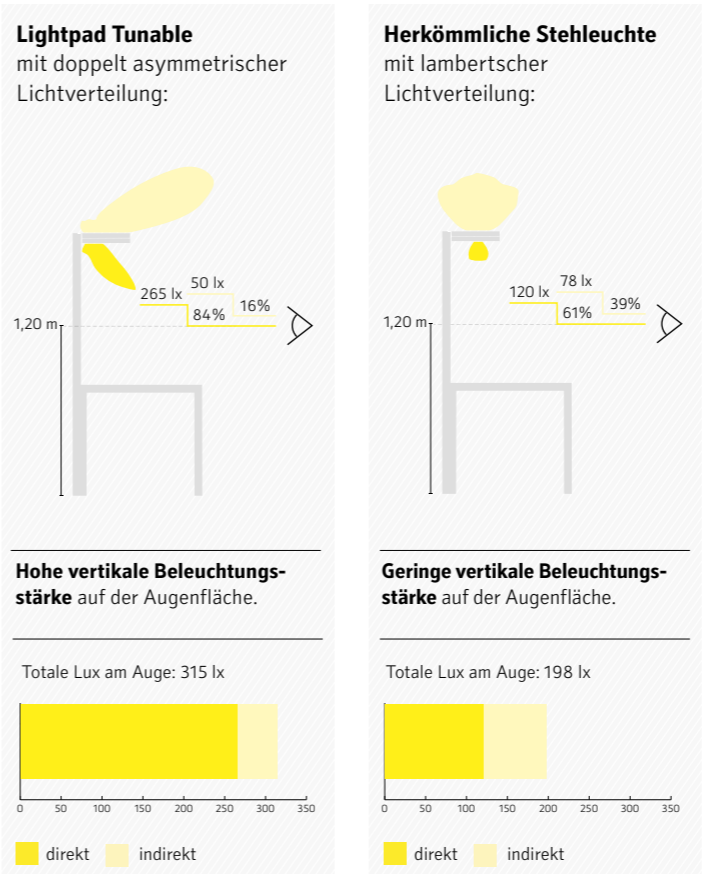 Lightpad Tunable
mit doppelt asymmetrischer
Lichtverteilung:
50 lx
265 lx
16%
84%
1,20 m
Hohe vertikale Beleuchtungs-
stärke auf der Augenfläche.
Totale Lux am Auge: 315 lx
0 50 100 150 200 250 300 350
direkt indirekt
Herkömmliche Stehleuchte
mit lambertscher
Lichtverteilung:
78 lx
120 lx
39%
61%
1,20 m
Geringe vertikale Beleuchtungs-
stärke auf der Augenfläche.
Totale Lux am Auge: 198 lx
0 50 100 150 200 250 300 350
direkt indirekt